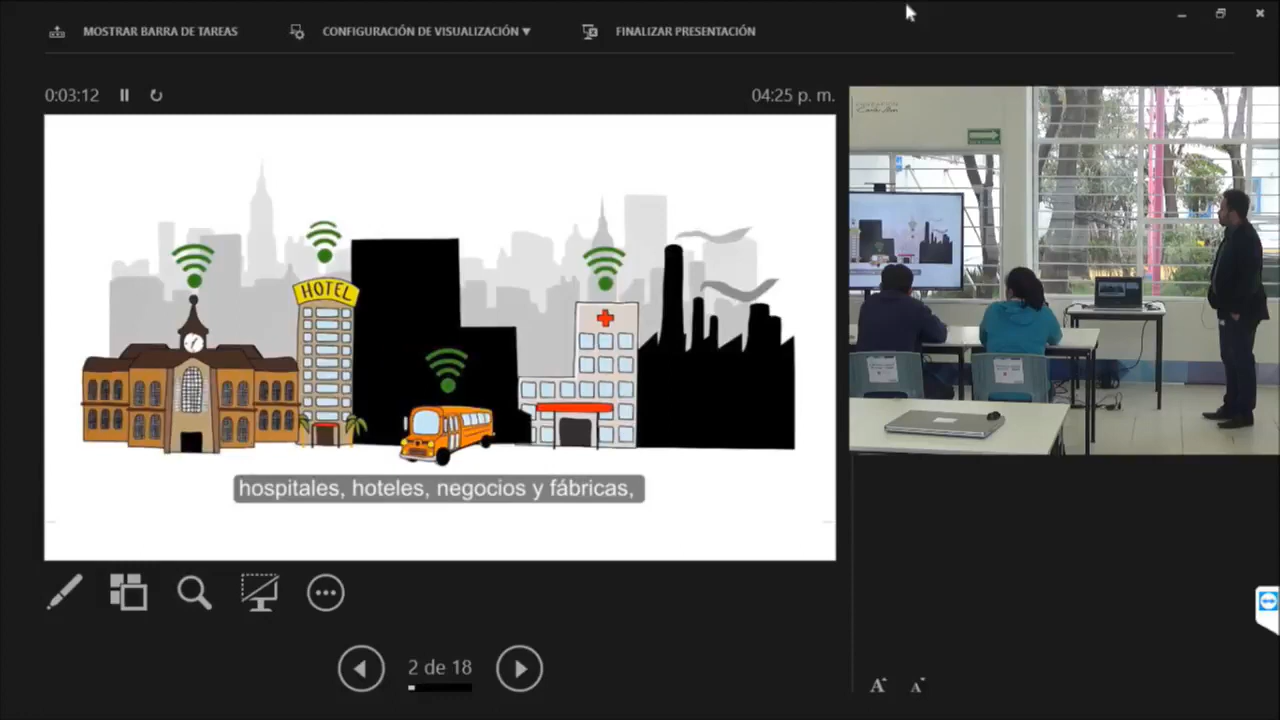 MOSTRAR BARRA DE TAREAS
CONFIGURACIÓN DE VISUALIZACIÓN ▼
FINALIZAR PRESENTACIÓN
0:03:12
04:25 p. m.
HOTEL
hospitales, hoteles, negocios y fábricas,
2 de 18
A A